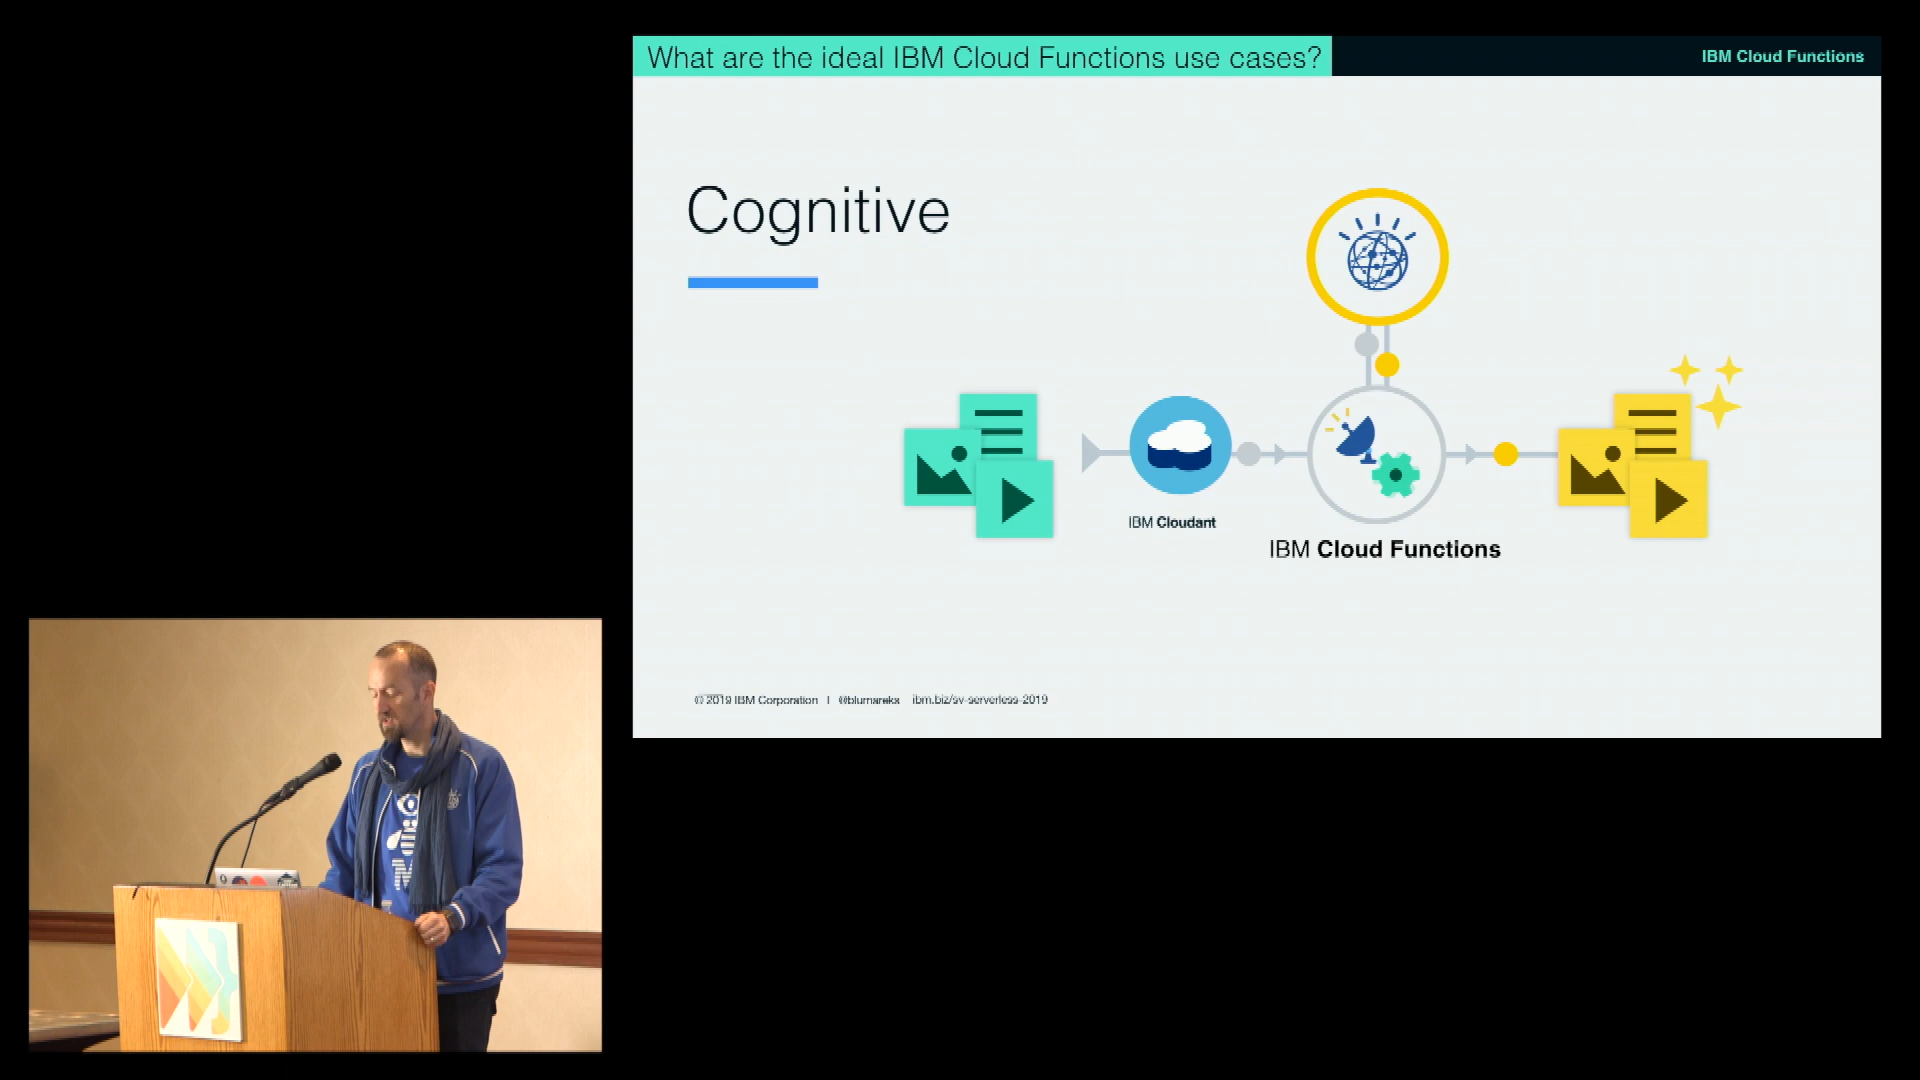 What are the ideal IBM Cloud Functions use cases?
IBM Cloud Functions
Cognitive
IBM Cloudant
IBM Cloud Functions
© 2019 IBM Corporation | @blumareks ibm.biz/sv-serverless-2019
M